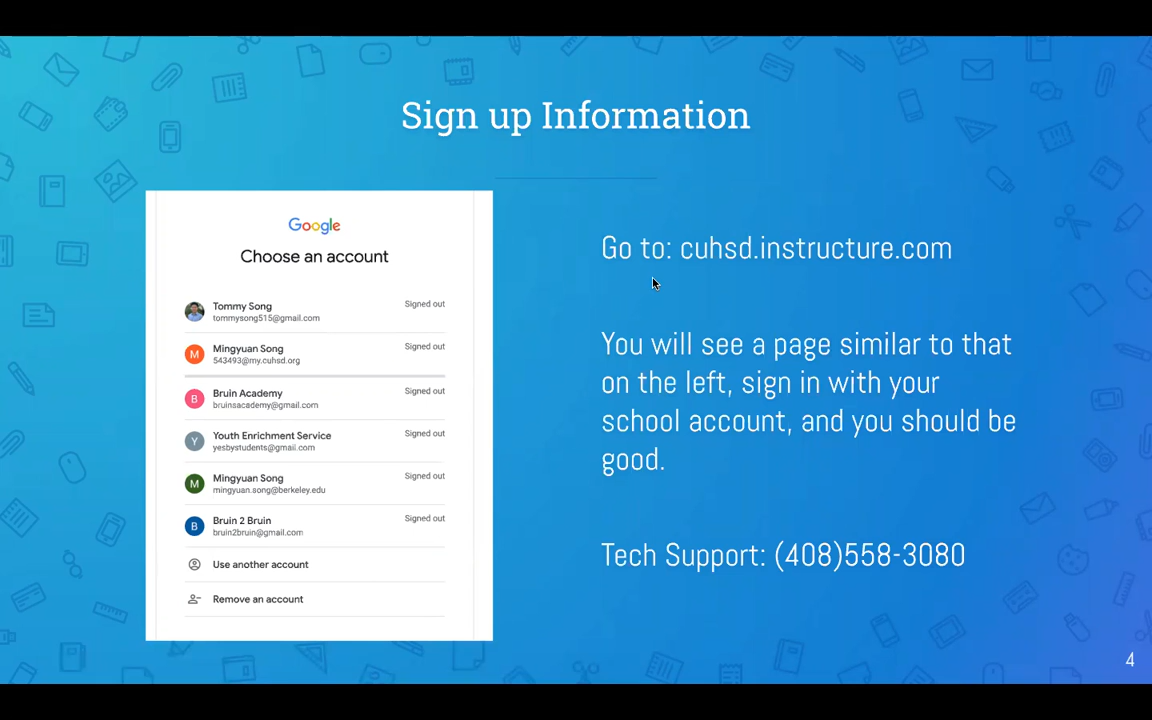 Sign up Information
Google
Choose an account
Tommy Song
tommysong515@gmail.com
Signed out
M
Mingyuan Song
543493@my.cuhsd.org
Signed out
B
Bruin Academy
bruinsacademy@gmail.com
Signed out
Y
Youth Enrichment Service
yesbystudents@gmail.com
Signed out
M
Mingyuan Song
mingyuan.song@berkeley.edu
Signed out
B
Bruin 2 Bruin
bruin2bruin@gmail.com
Signed out
Use another account
Remove an account
Go to: cuhsd.instructure.com
You will see a page similar to that
on the left, sign in with your
school account, and you should be
good.
Tech Support: (408)558-3080
4